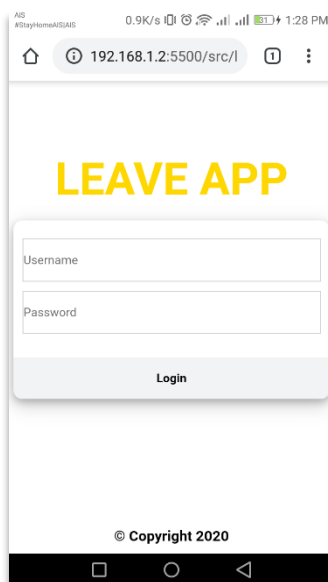 AIS
#StayHomeAIS|AIS
0.9K/s 31 1:28 PM
192.168.1.2:5500/src/l 1
LEAVE APP
Username
Password
Login
© Copyright 2020